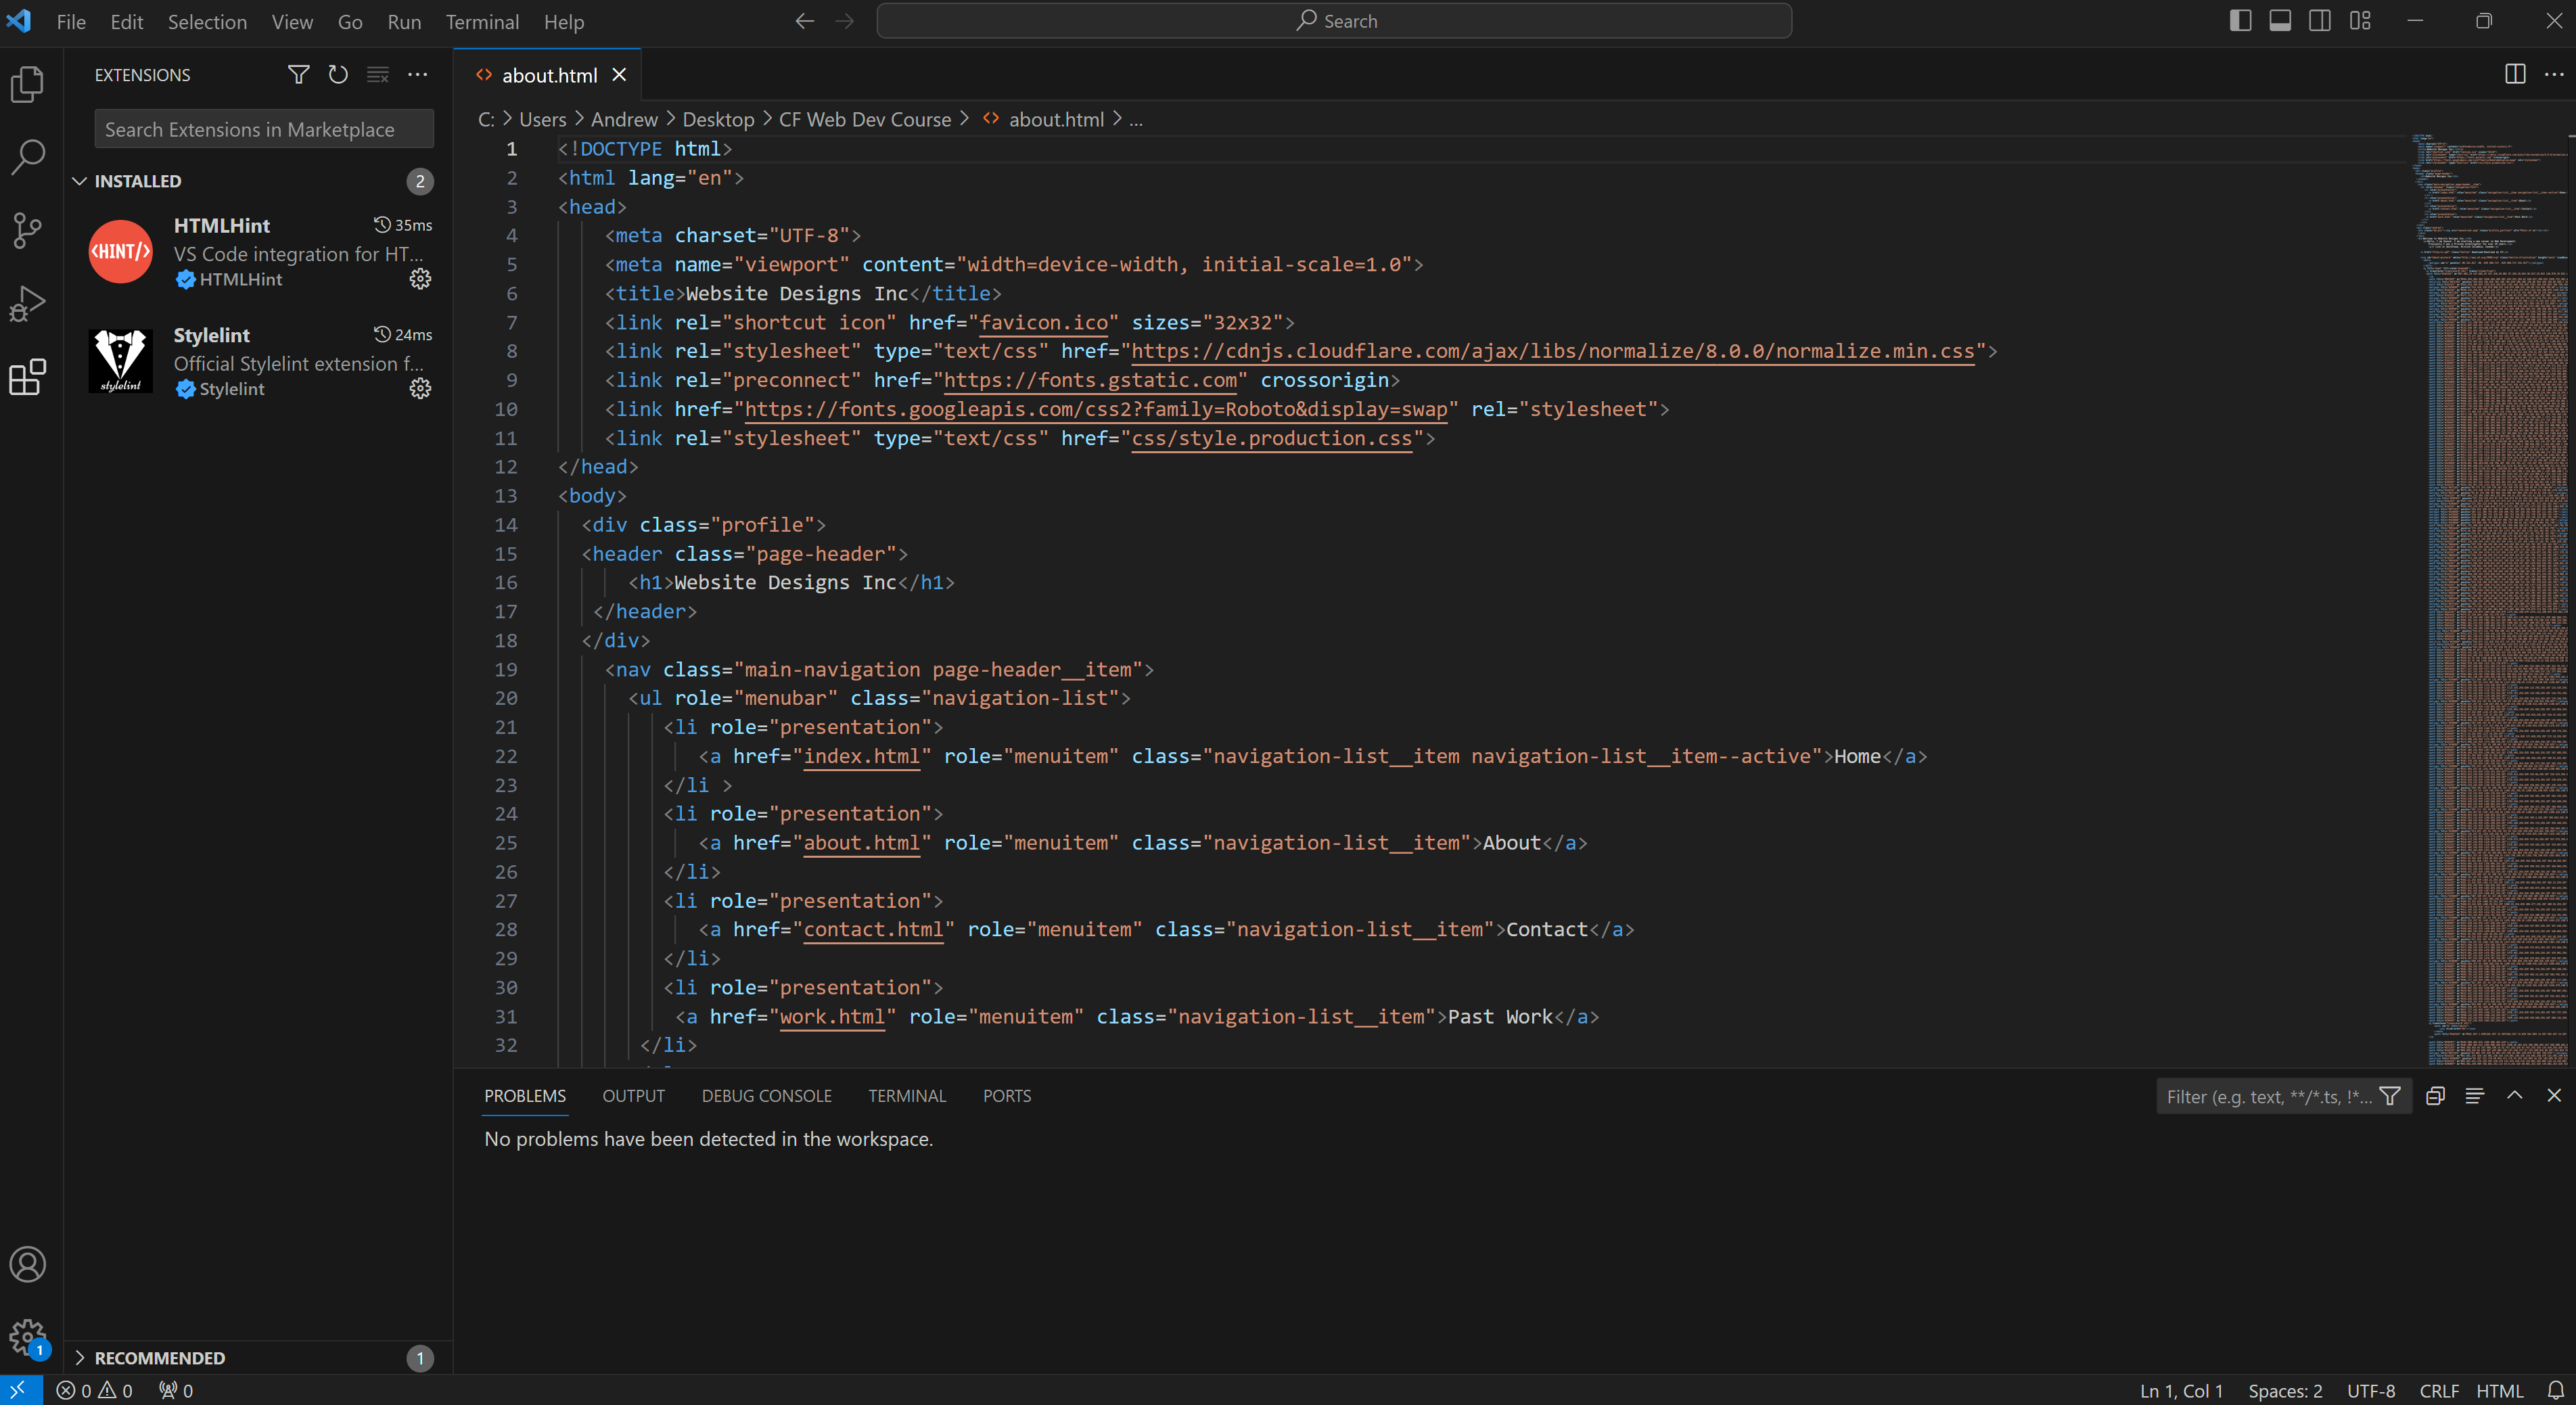 File Edit Selection View Go Run Terminal Help
Search
EXTENSIONS
Search Extensions in Marketplace
INSTALLED 2
HTMLHint 35ms
VS Code integration for HT...
HTMLHint
Stylelint 24ms
Official Stylelint extension f...
Stylelint
<HINT/>
stylelint
RECOMMENDED 1
about.html
C: > Users > Andrew > Desktop > CF Web Dev Course > <> about.html > ...
1 <!DOCTYPE html>
2 <html lang="en">
3 <head>
4 <meta charset="UTF-8">
5 <meta name="viewport" content="width=device-width, initial-scale=1.0">
6 <title>Website Designs Inc</title>
7 <link rel="shortcut icon" href="favicon.ico" sizes="32x32">
8 <link rel="stylesheet" type="text/css" href="https://cdnjs.cloudflare.com/ajax/libs/normalize/8.0.0/normalize.min.css">
9 <link rel="preconnect" href="https://fonts.gstatic.com" crossorigin>
10 <link href="https://fonts.googleapis.com/css2?family=Roboto&display=swap" rel="stylesheet">
11 <link rel="stylesheet" type="text/css" href="css/style.production.css">
12 </head>
13 <body>
14 <div class="profile">
15 <header class="page-header">
16 <h1>Website Designs Inc</h1>
17 </header>
18 </div>
19 <nav class="main-navigation page-header__item">
20 <ul role="menubar" class="navigation-list">
21 <li role="presentation">
22 <a href="index.html" role="menuitem" class="navigation-list__item navigation-list__item--active">Home</a>
23 </li >
24 <li role="presentation">
25 <a href="about.html" role="menuitem" class="navigation-list__item">About</a>
26 </li>
27 <li role="presentation">
28 <a href="contact.html" role="menuitem" class="navigation-list__item">Contact</a>
29 </li>
30 <li role="presentation">
31 <a href="work.html" role="menuitem" class="navigation-list__item">Past Work</a>
32 </li>
PROBLEMS OUTPUT DEBUG CONSOLE TERMINAL PORTS
Filter (e.g. text, **/*.ts, !*...
No problems have been detected in the workspace.
1
0 0 0
Ln 1, Col 1 Spaces: 2 UTF-8 CRLF HTML